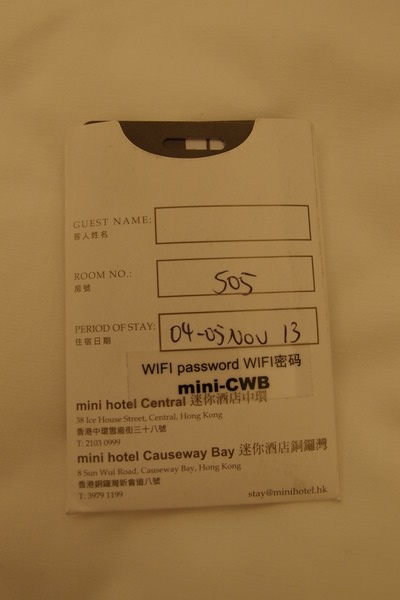 GUEST NAME:
客人姓名
ROOM NO.: 505
房號
PERIOD OF STAY: 04-05 NOV 13
住宿日期
WIFI password WIFI密码
mini-CWB
mini hotel Central 迷你酒店中環
38 Ice House Street, Central, Hong Kong
香港中環雪廠街三十八號
T: 2103 0999
mini hotel Causeway Bay 迷你酒店銅鑼灣
8 Sun Wui Road, Causeway Bay, Hong Kong
香港銅鑼灣新會道八號
T: 3979 1199
stay@minihotel.hk